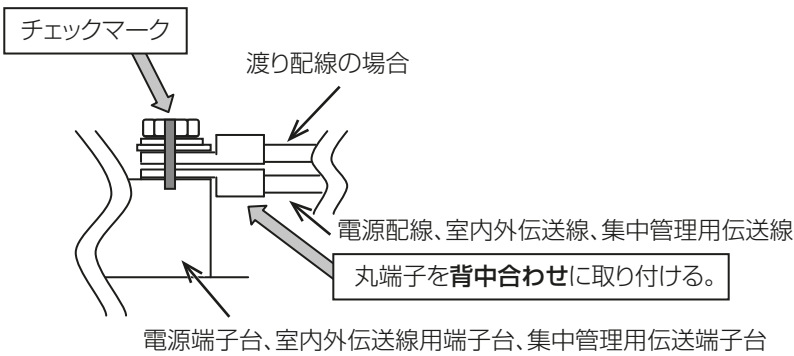 チェックマーク
渡り配線の場合
電源配線、室内外伝送線、集中管理用伝送線
丸端子を背中合わせに取り付ける。
電源端子台、室内外伝送線用端子台、集中管理用伝送端子台